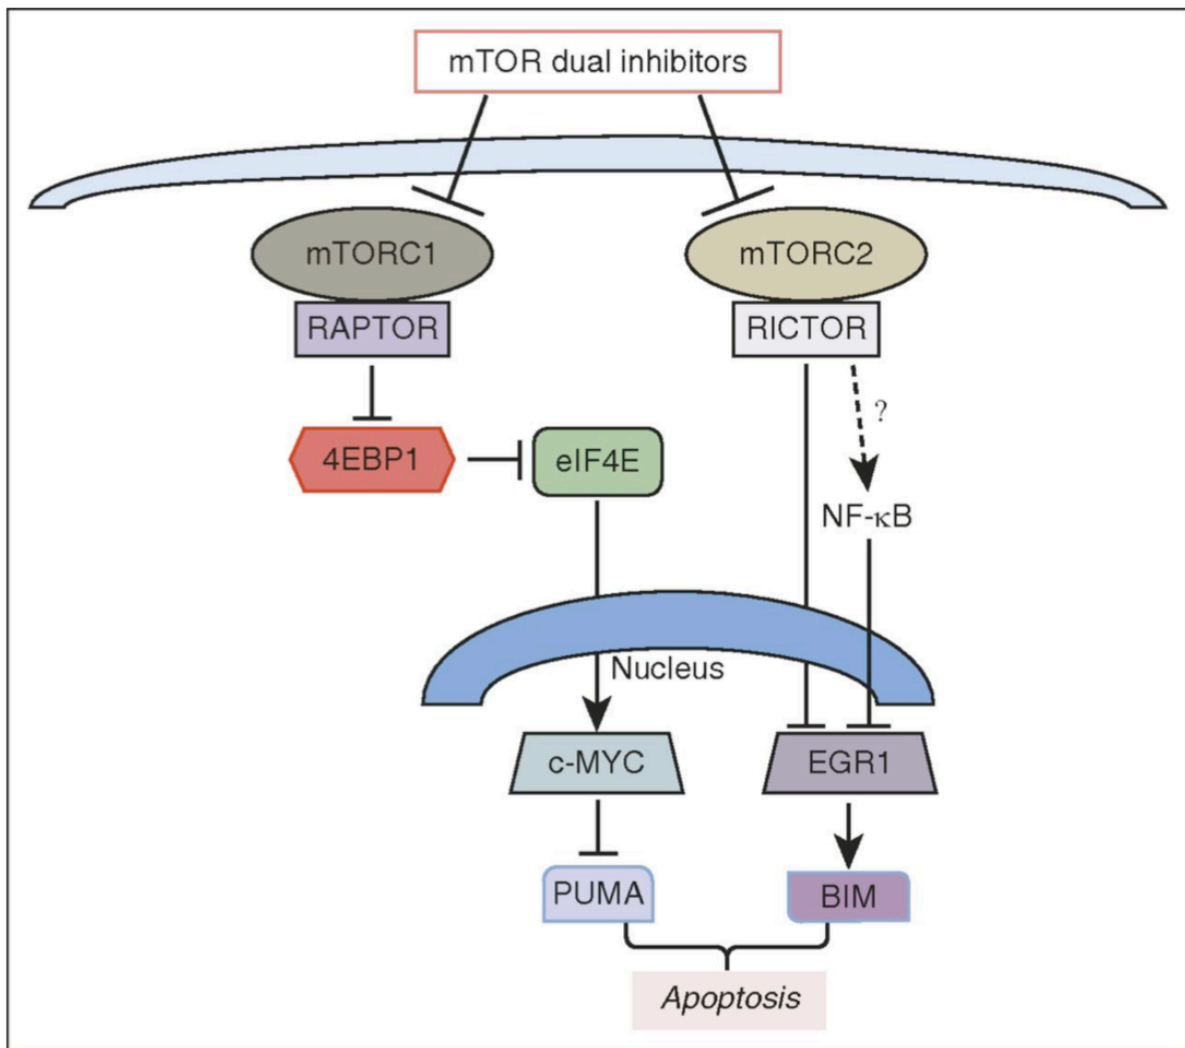 mTOR dual inhibitors
mTORC1
mTORC2
RAPTOR
RICTOR
?
4EBP1
eIF4E
NF-κB
Nucleus
c-MYC
EGR1
PUMA
BIM
Apoptosis